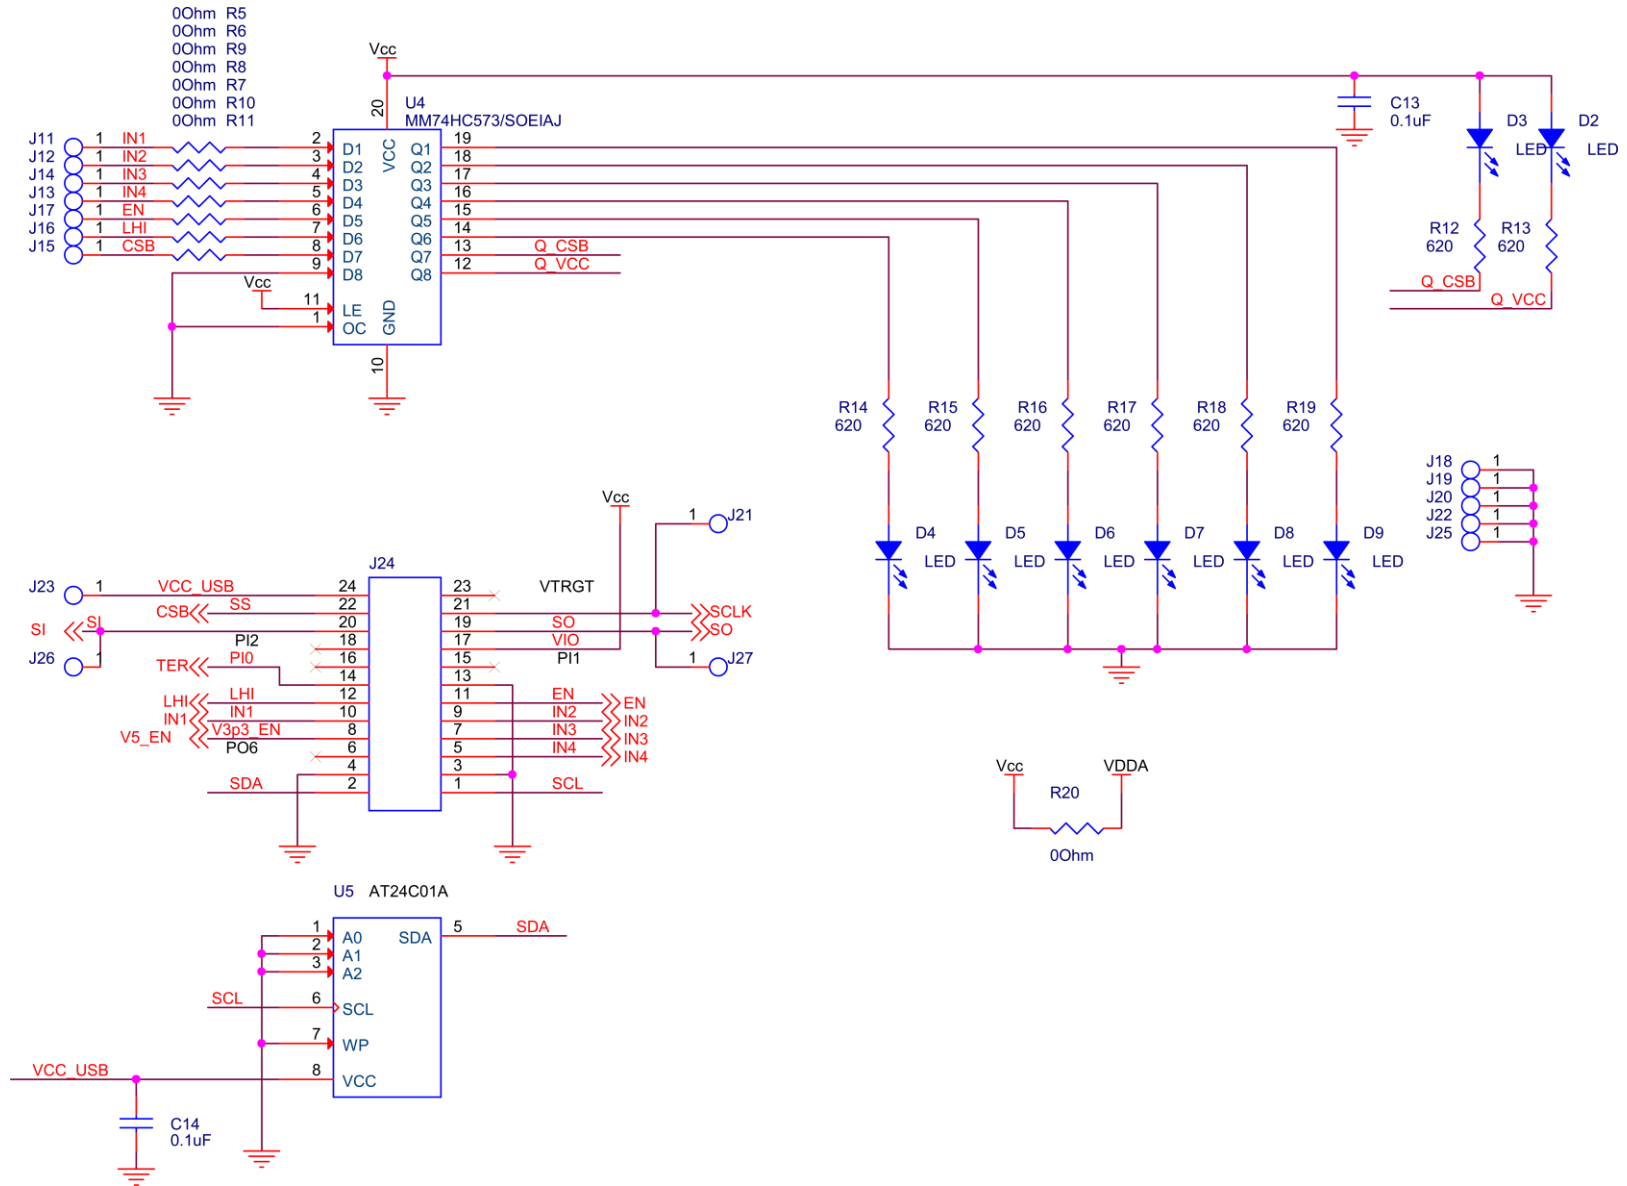 0Ohm R5
0Ohm R6
0Ohm R9
0Ohm R8
0Ohm R7
0Ohm R10
0Ohm R11
Vcc
20
U4
MM74HC573/SOEIAJ
C13
0.1uF
D3
LED
D2
LED
J11 1 IN1 2 D1 VCC Q1 19
J12 1 IN2 3 D2 Q2 18
J14 1 IN3 4 D3 Q3 17
J13 1 IN4 5 D4 Q4 16
J17 1 EN 6 D5 Q5 15
J16 1 LHI 7 D6 Q6 14
J15 1 CSB 8 D7 Q7 13 Q_CSB
9 D8 Q8 12 Q_VCC
Vcc
11 LE GND
1 OC
10
R12
620
R13
620
Q_CSB
Q_VCC
R14
620
R15
620
R16
620
R17
620
R18
620
R19
620
D4
LED
D5
LED
D6
LED
D7
LED
D8
LED
D9
LED
J18 1
J19 1
J20 1
J22 1
J25 1
Vcc
1 J21
J24
J23 1 VCC_USB 24 23 VTRGT
CSB SS 22 21 SCLK
SI SI 20 19 SO SO
PI2 18 17 VIO
J26 1 16 15 PI1 1 J27
TER PI0 14 13
LHI LHI 12 11 EN EN
IN1 IN1 10 9 IN2 IN2
V5_EN V3p3_EN 8 7 IN3 IN3
PO6 6 5 IN4 IN4
4 3
SDA 2 1 SCL
Vcc
VDDA
R20
0Ohm
U5 AT24C01A
1 A0 SDA 5 SDA
2 A1
3 A2
SCL 6 SCL
7 WP
VCC_USB 8 VCC
C14
0.1uF